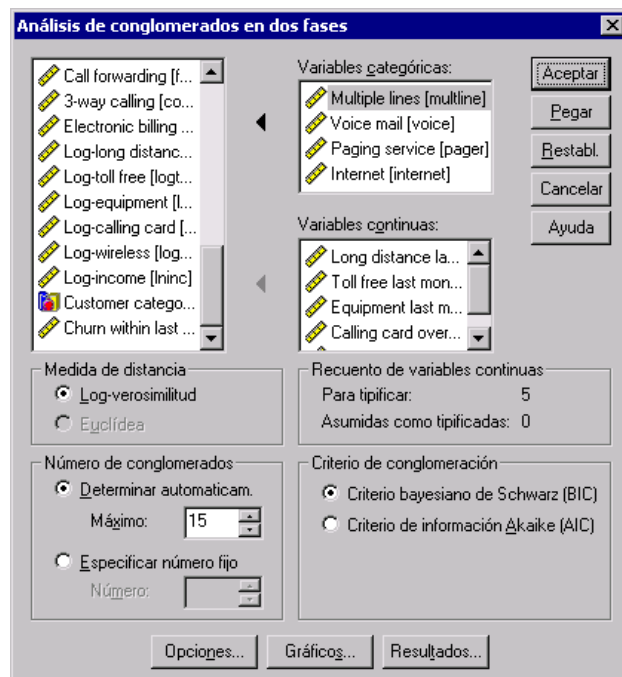 Análisis de conglomerados en dos fases
Call forwarding [f...
3-way calling [co...
Electronic billing ...
Log-long distanc...
Log-toll free [logt...
Log-equipment [l...
Log-calling card [...
Log-wireless [log...
Log-income [lninc]
Customer catego...
Churn within last ...
Variables categóricas:
Multiple lines [multline]
Voice mail [voice]
Paging service [pager]
Internet [internet]
Variables continuas:
Long distance la...
Toll free last mon...
Equipment last m...
Calling card over...
Aceptar
Pegar
Restabl.
Cancelar
Ayuda
Medida de distancia
Log-verosimilitud
Euclídea
Recuento de variables continuas
Para tipificar: 5
Asumidas como tipificadas: 0
Número de conglomerados
Determinar automaticam.
Máximo: 15
Especificar número fijo
Número:
Criterio de conglomeración
Criterio bayesiano de Schwarz (BIC)
Criterio de información Akaike (AIC)
Opciones...
Gráficos...
Resultados...